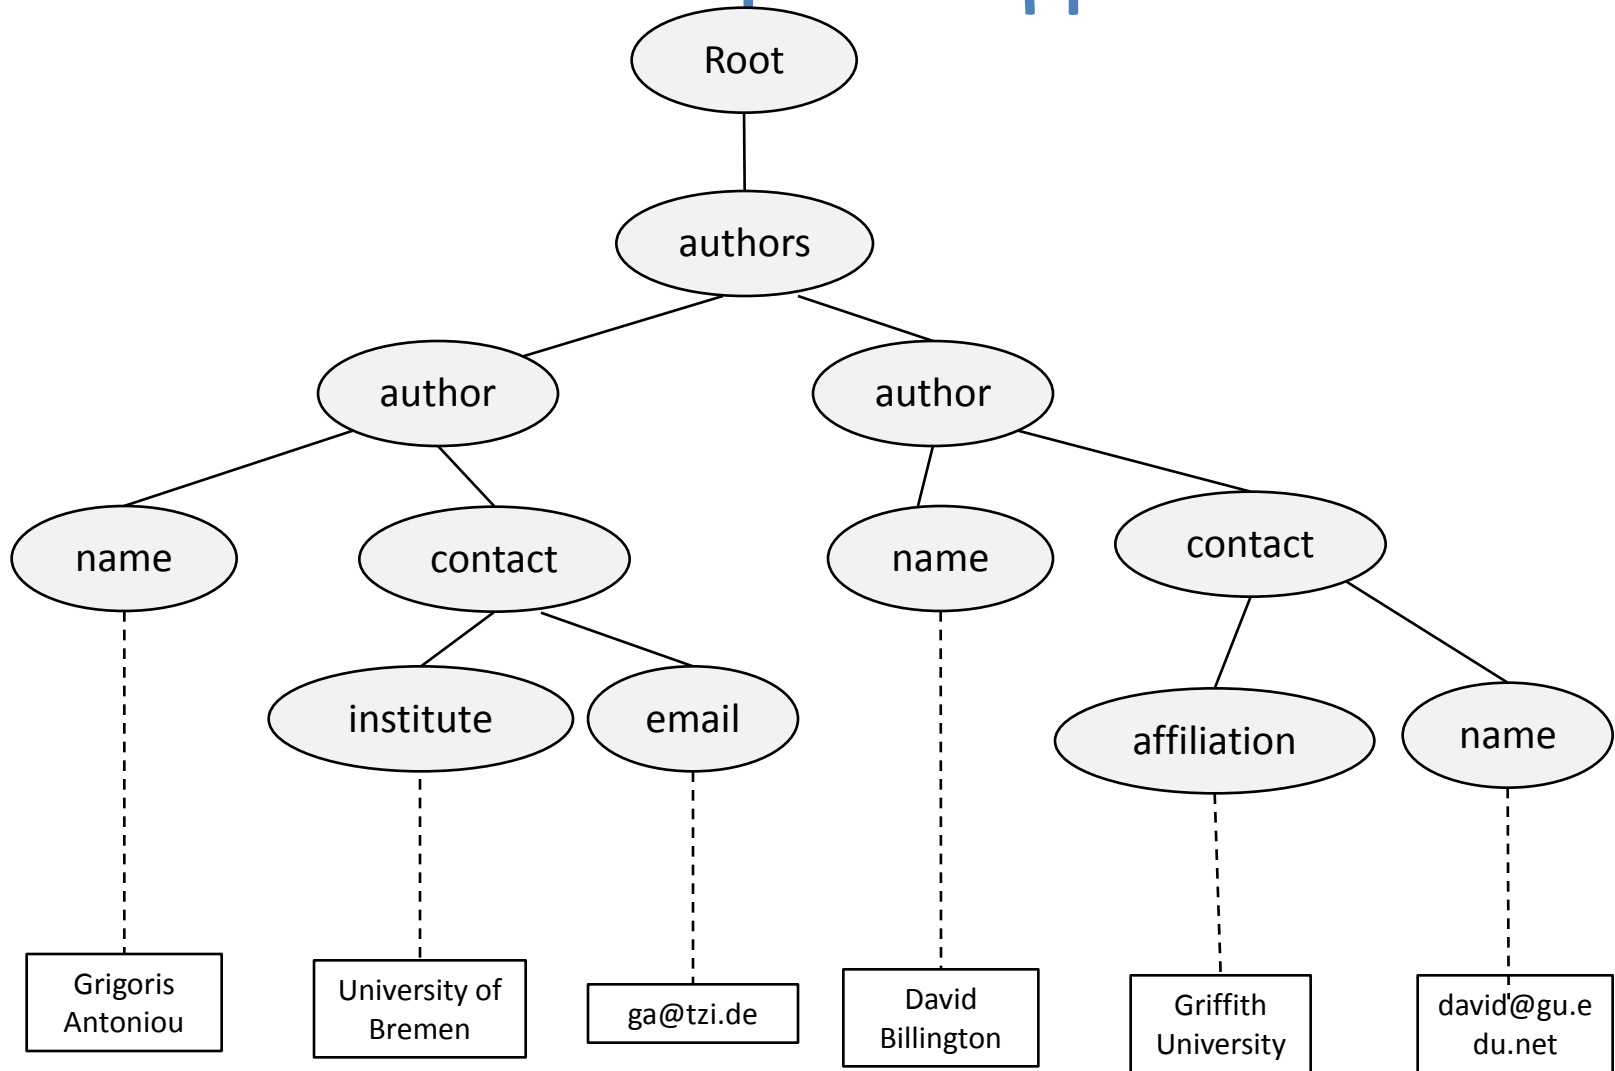 Root
authors
author
author
name
contact
name
contact
institute
email
affiliation
name
Grigoris
Antoniou
University of
Bremen
ga@tzi.de
David
Billington
Griffith
University
david@gu.e
du.net